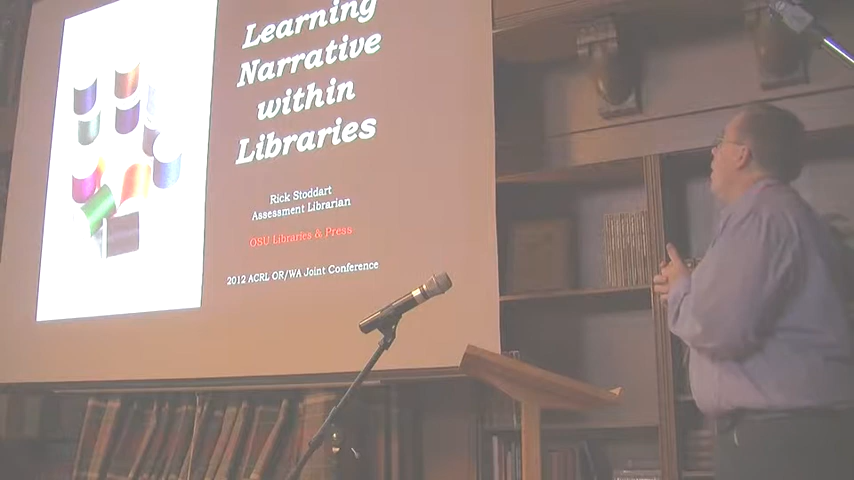 Learning
Narrative
within
Libraries
Rick Stoddart
Assessment Librarian
OSU Libraries & Press
2012 ACRL OR/WA Joint Conference